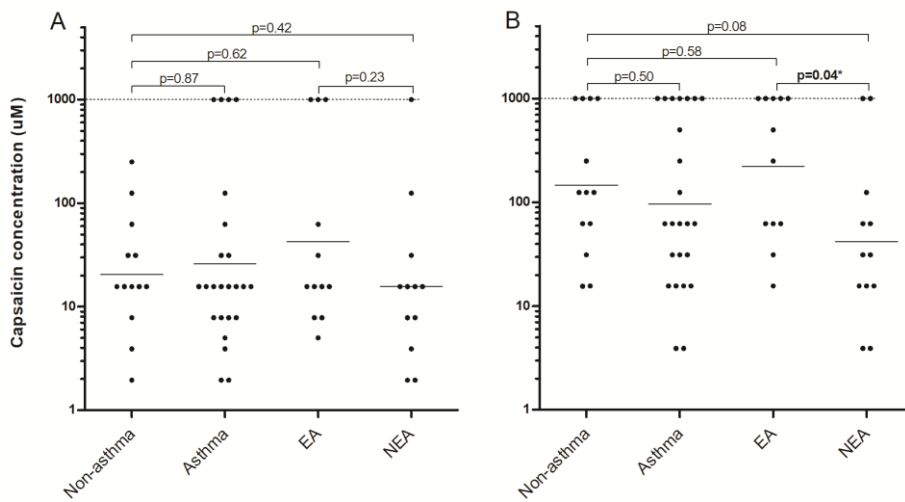 A
p=0.42
p=0.62
p=0.87
p=0.23
Capsaicin concentration (uM)
1000
100
10
1
Non-asthma
Asthma
EA
NEA
B
p=0.08
p=0.58
p=0.50
p=0.04*
1000
100
10
1
Non-asthma
Asthma
EA
NEA